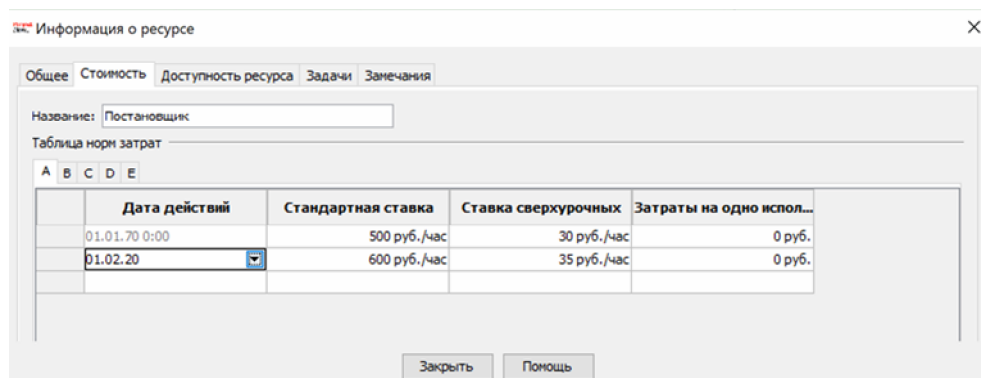 Информация о ресурсе
Общее Стоимость Доступность ресурса Задачи Замечания
Название: Постановщик
Таблица норм затрат
A B C D E
Дата действий Стандартная ставка Ставка сверхурочных Затраты на одно испол...
01.01.70 0:00 500 руб./час 30 руб./час 0 руб.
01.02.20 600 руб./час 35 руб./час 0 руб.
Закрыть Помощь